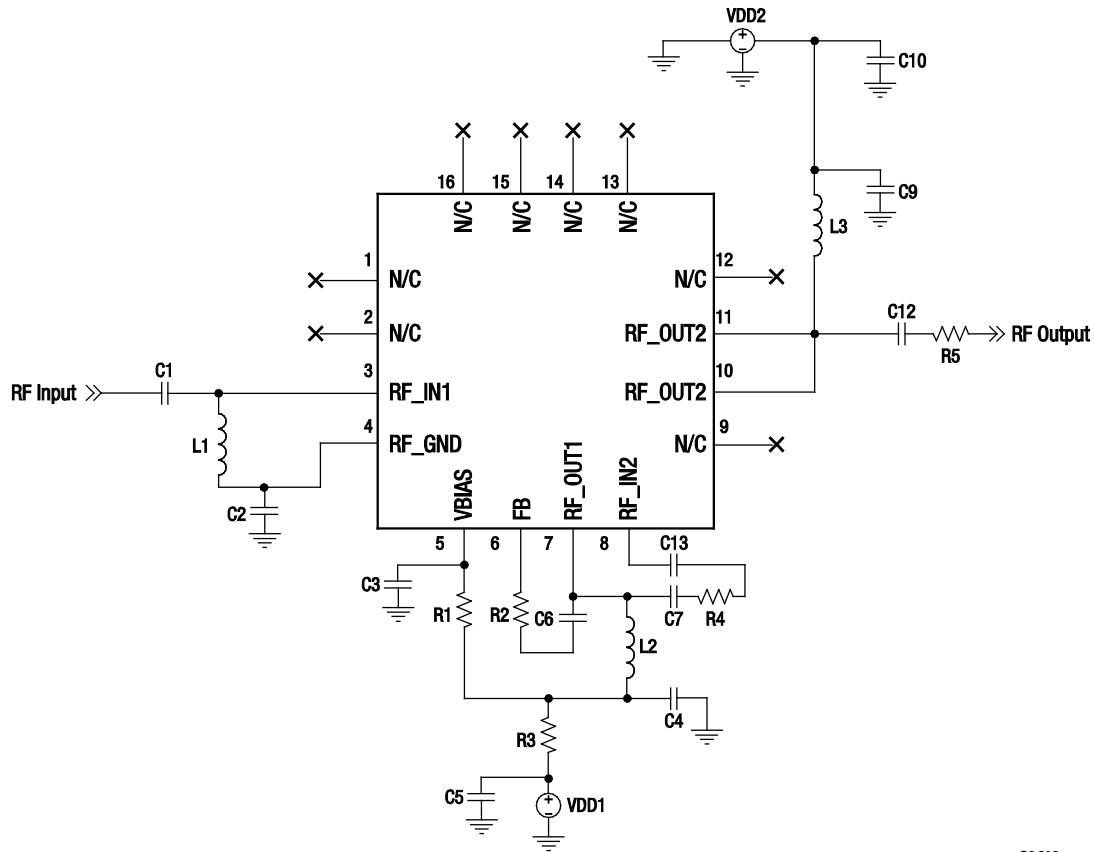 VDD2
+
–
C10
16
15
14
13
N/C
N/C
N/C
N/C
C9
L3
1
N/C
12
N/C
2
N/C
11
RF_OUT2
C12
R5
RF Output
RF Input
C1
3
RF_IN1
10
RF_OUT2
L1
4
RF_GND
9
N/C
C2
VBIAS
FB
RF_OUT1
RF_IN2
5
6
7
8
C13
C3
R1
R2
C6
C7
R4
L2
C4
R3
C5
+
–
VDD1